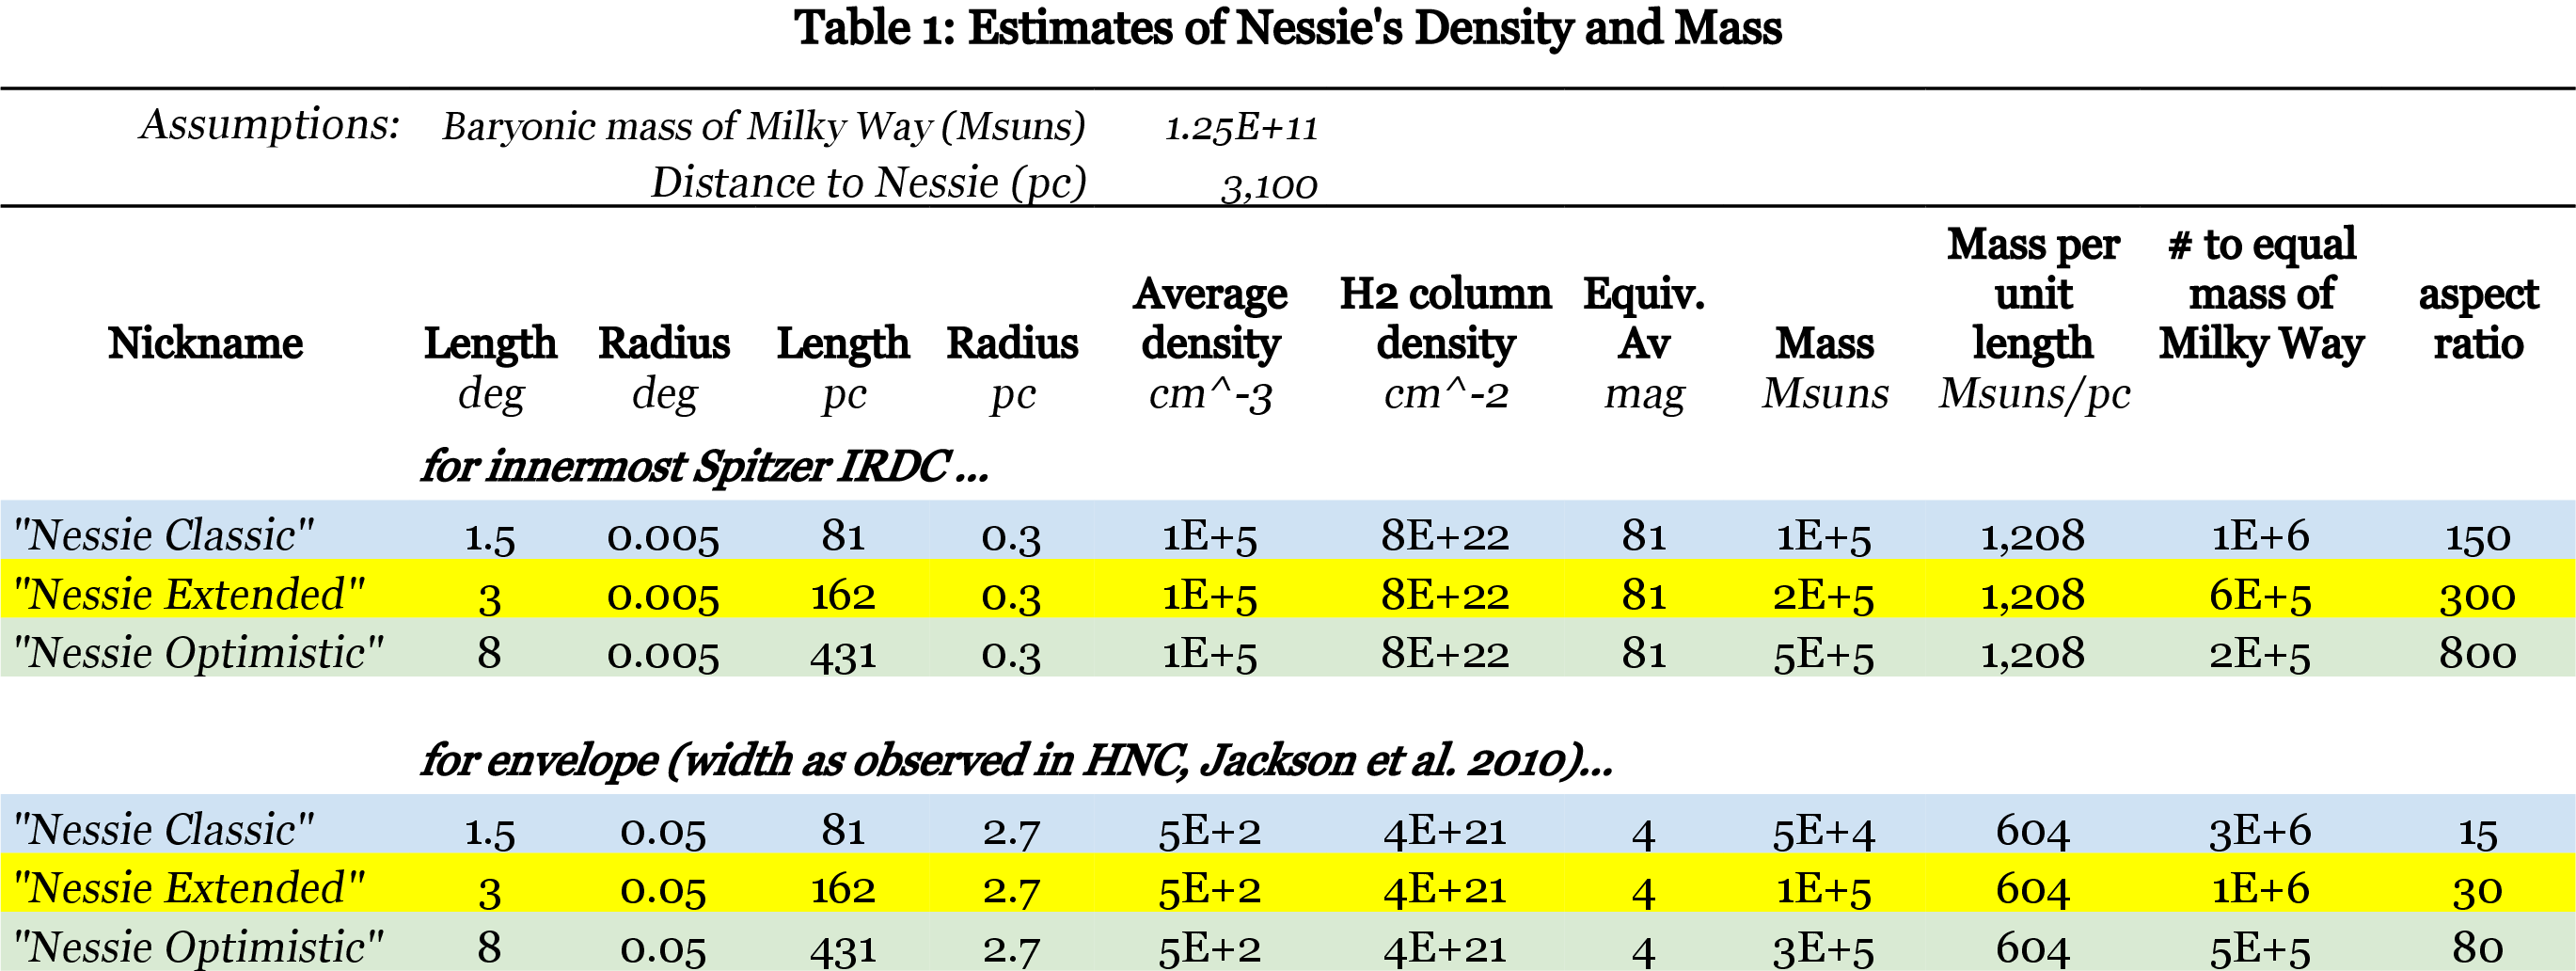 Table 1: Estimates of Nessie's Density and Mass
Assumptions: Baryonic mass of Milky Way (Msuns) 1.25E+11
Distance to Nessie (pc) 3,100
Mass per # to equal
Average H2 column Equiv. unit mass of aspect
Nickname Length Radius Length Radius density density Av Mass length Milky Way ratio
deg deg pc pc cm^-3 cm^-2 mag Msuns Msuns/pc
for innermost Spitzer IRDC ...
"Nessie Classic" 1.5 0.005 81 0.3 1E+5 8E+22 81 1E+5 1,208 1E+6 150
"Nessie Extended" 3 0.005 162 0.3 1E+5 8E+22 81 2E+5 1,208 6E+5 300
"Nessie Optimistic" 8 0.005 431 0.3 1E+5 8E+22 81 5E+5 1,208 2E+5 800
for envelope (width as observed in HNC, Jackson et al. 2010)...
"Nessie Classic" 1.5 0.05 81 2.7 5E+2 4E+21 4 5E+4 604 3E+6 15
"Nessie Extended" 3 0.05 162 2.7 5E+2 4E+21 4 1E+5 604 1E+6 30
"Nessie Optimistic" 8 0.05 431 2.7 5E+2 4E+21 4 3E+5 604 5E+5 80